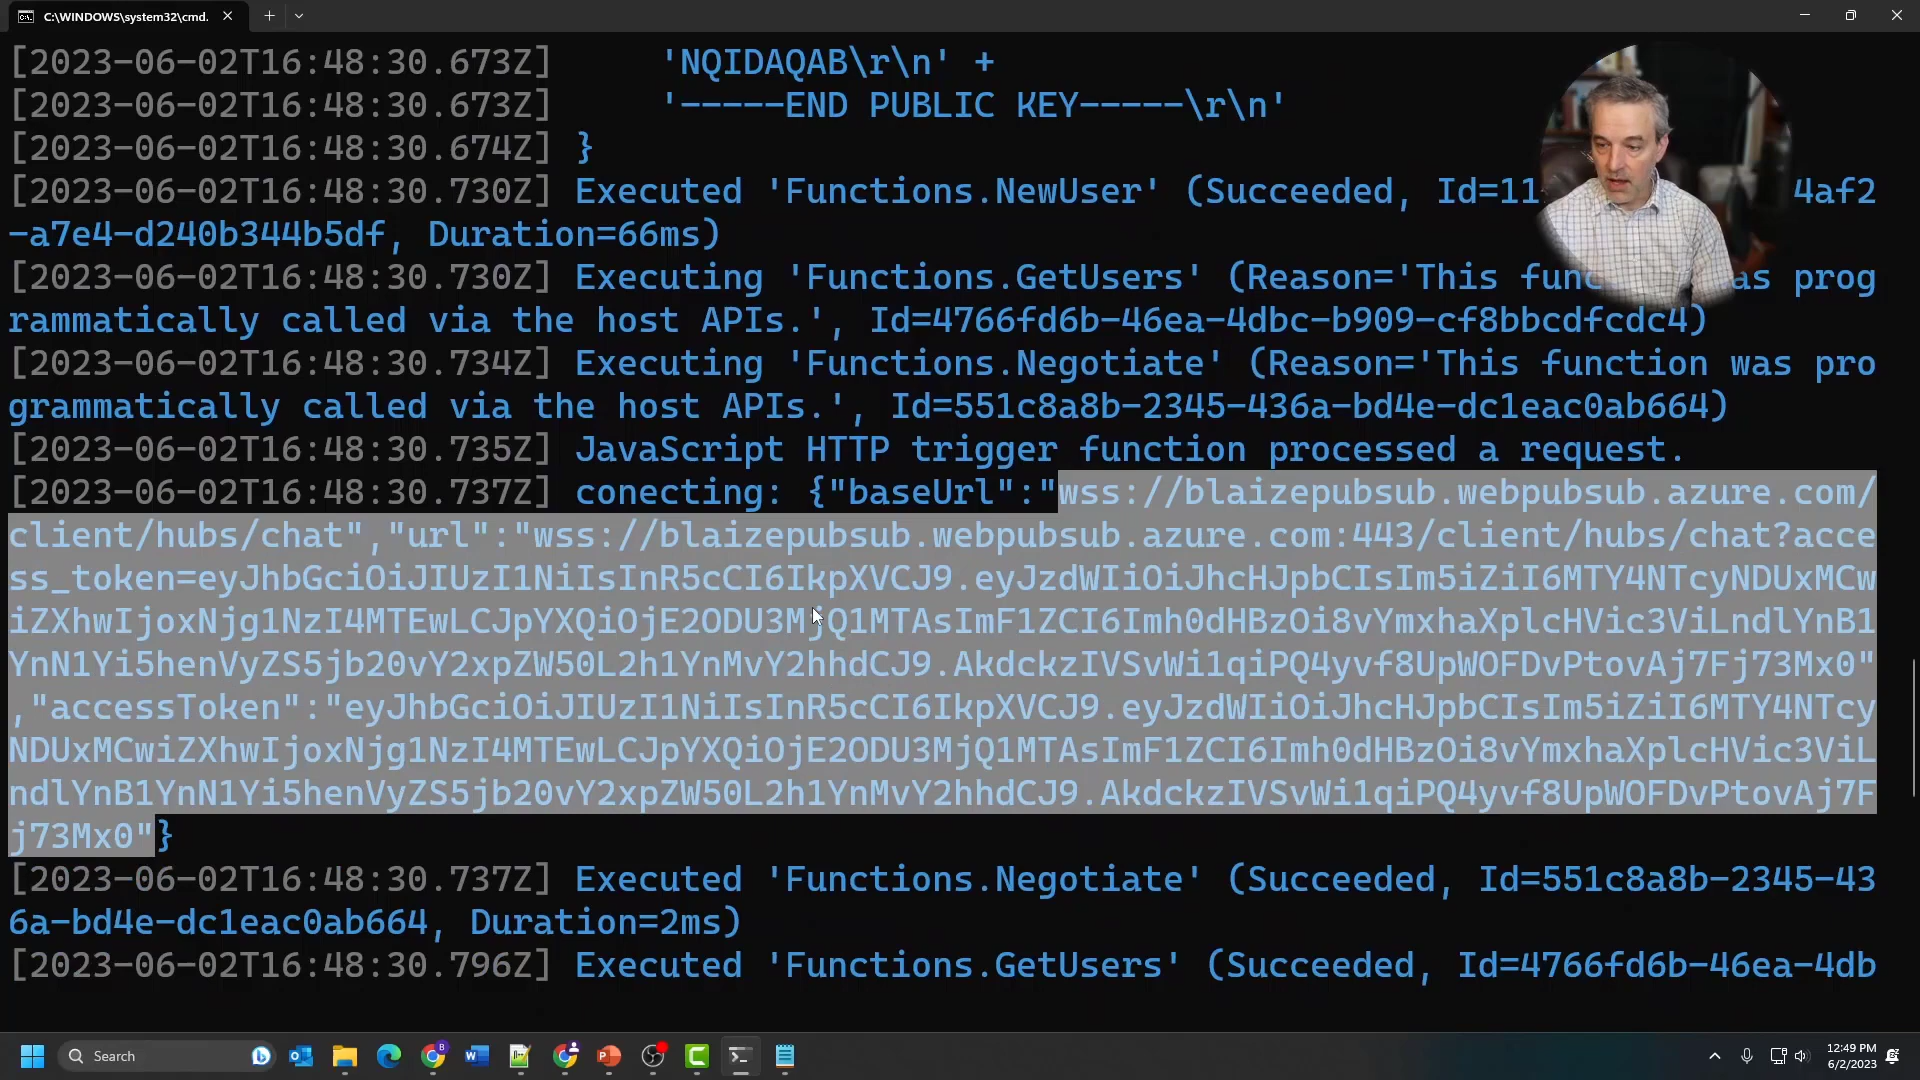 C:\WINDOWS\system32\cmd.
[2023-06-02T16:48:30.673Z]     'NQIDAQAB\r\n' +
[2023-06-02T16:48:30.673Z]     '-----END PUBLIC KEY-----\r\n'
[2023-06-02T16:48:30.674Z] }
[2023-06-02T16:48:30.730Z] Executed 'Functions.NewUser' (Succeeded, Id=11 4af2
-a7e4-d240b344b5df, Duration=66ms)
[2023-06-02T16:48:30.730Z] Executing 'Functions.GetUsers' (Reason='This prog
rammatically called via the host APIs.', Id=4766fd6b-46ea-4dbc-b909-cf8bbcdfcdc4)
[2023-06-02T16:48:30.734Z] Executing 'Functions.Negotiate' (Reason='This function was pro
grammatically called via the host APIs.', Id=551c8a8b-2345-436a-bd4e-dc1eac0ab664)
[2023-06-02T16:48:30.735Z] JavaScript HTTP trigger function processed a request.
[2023-06-02T16:48:30.737Z] conecting: {"baseUrl":"wss://blaizepubsub.webpubsub.azure.com/
client/hubs/chat","url":"wss://blaizepubsub.webpubsub.azure.com:443/client/hubs/chat?acce
ss_token=eyJhbGciOiJIUzI1NiIsInR5cCI6IkpXVCJ9.eyJzdWIiOiJhcHJpbCIsIm5iZiI6MTY4NTcyNDUxMCw
iZXhwIjoxNjg1NzI4MTEwLCJpYXQiOjE2ODU3MjQ1MTAsImF1ZCI6Imh0dHBzOi8vYmxhaXplcHVic3ViLndlYnB1
YnN1Yi5henVyZS5jb20vY2xpZW50L2h1YnMvY2hhdCJ9.AkdckzIVSvWi1qiPQ4yvf8UpWOFDvPtovAj7Fj73Mx0"
,"accessToken":"eyJhbGciOiJIUzI1NiIsInR5cCI6IkpXVCJ9.eyJzdWIiOiJhcHJpbCIsIm5iZiI6MTY4NTcy
NDUxMCwiZXhwIjoxNjg1NzI4MTEwLCJpYXQiOjE2ODU3MjQ1MTAsImF1ZCI6Imh0dHBzOi8vYmxhaXplcHVic3ViL
ndlYnB1YnN1Yi5henVyZS5jb20vY2xpZW50L2h1YnMvY2hhdCJ9.AkdckzIVSvWi1qiPQ4yvf8UpWOFDvPtovAj7F
j73Mx0"}
[2023-06-02T16:48:30.737Z] Executed 'Functions.Negotiate' (Succeeded, Id=551c8a8b-2345-43
6a-bd4e-dc1eac0ab664, Duration=2ms)
[2023-06-02T16:48:30.796Z] Executed 'Functions.GetUsers' (Succeeded, Id=4766fd6b-46ea-4db
Search
12:49 PM
6/2/2023